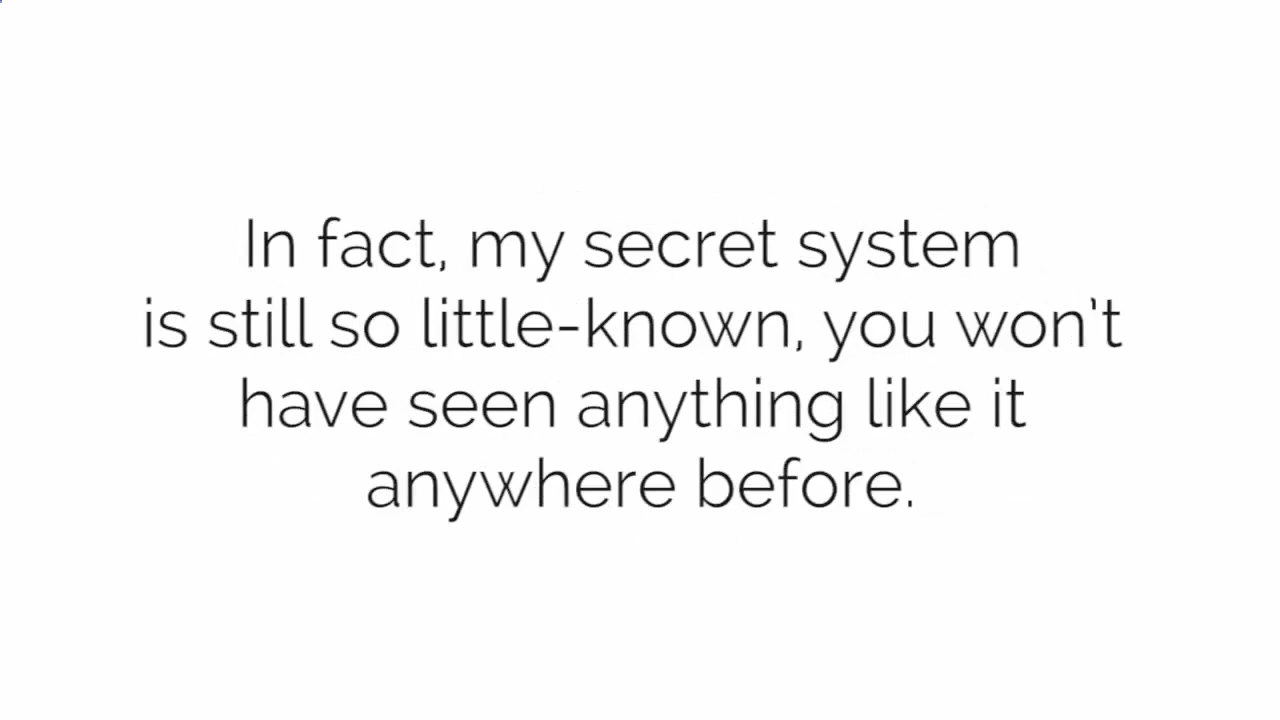 In fact, my secret system
is still so little-known, you won't
have seen anything like it
anywhere before.